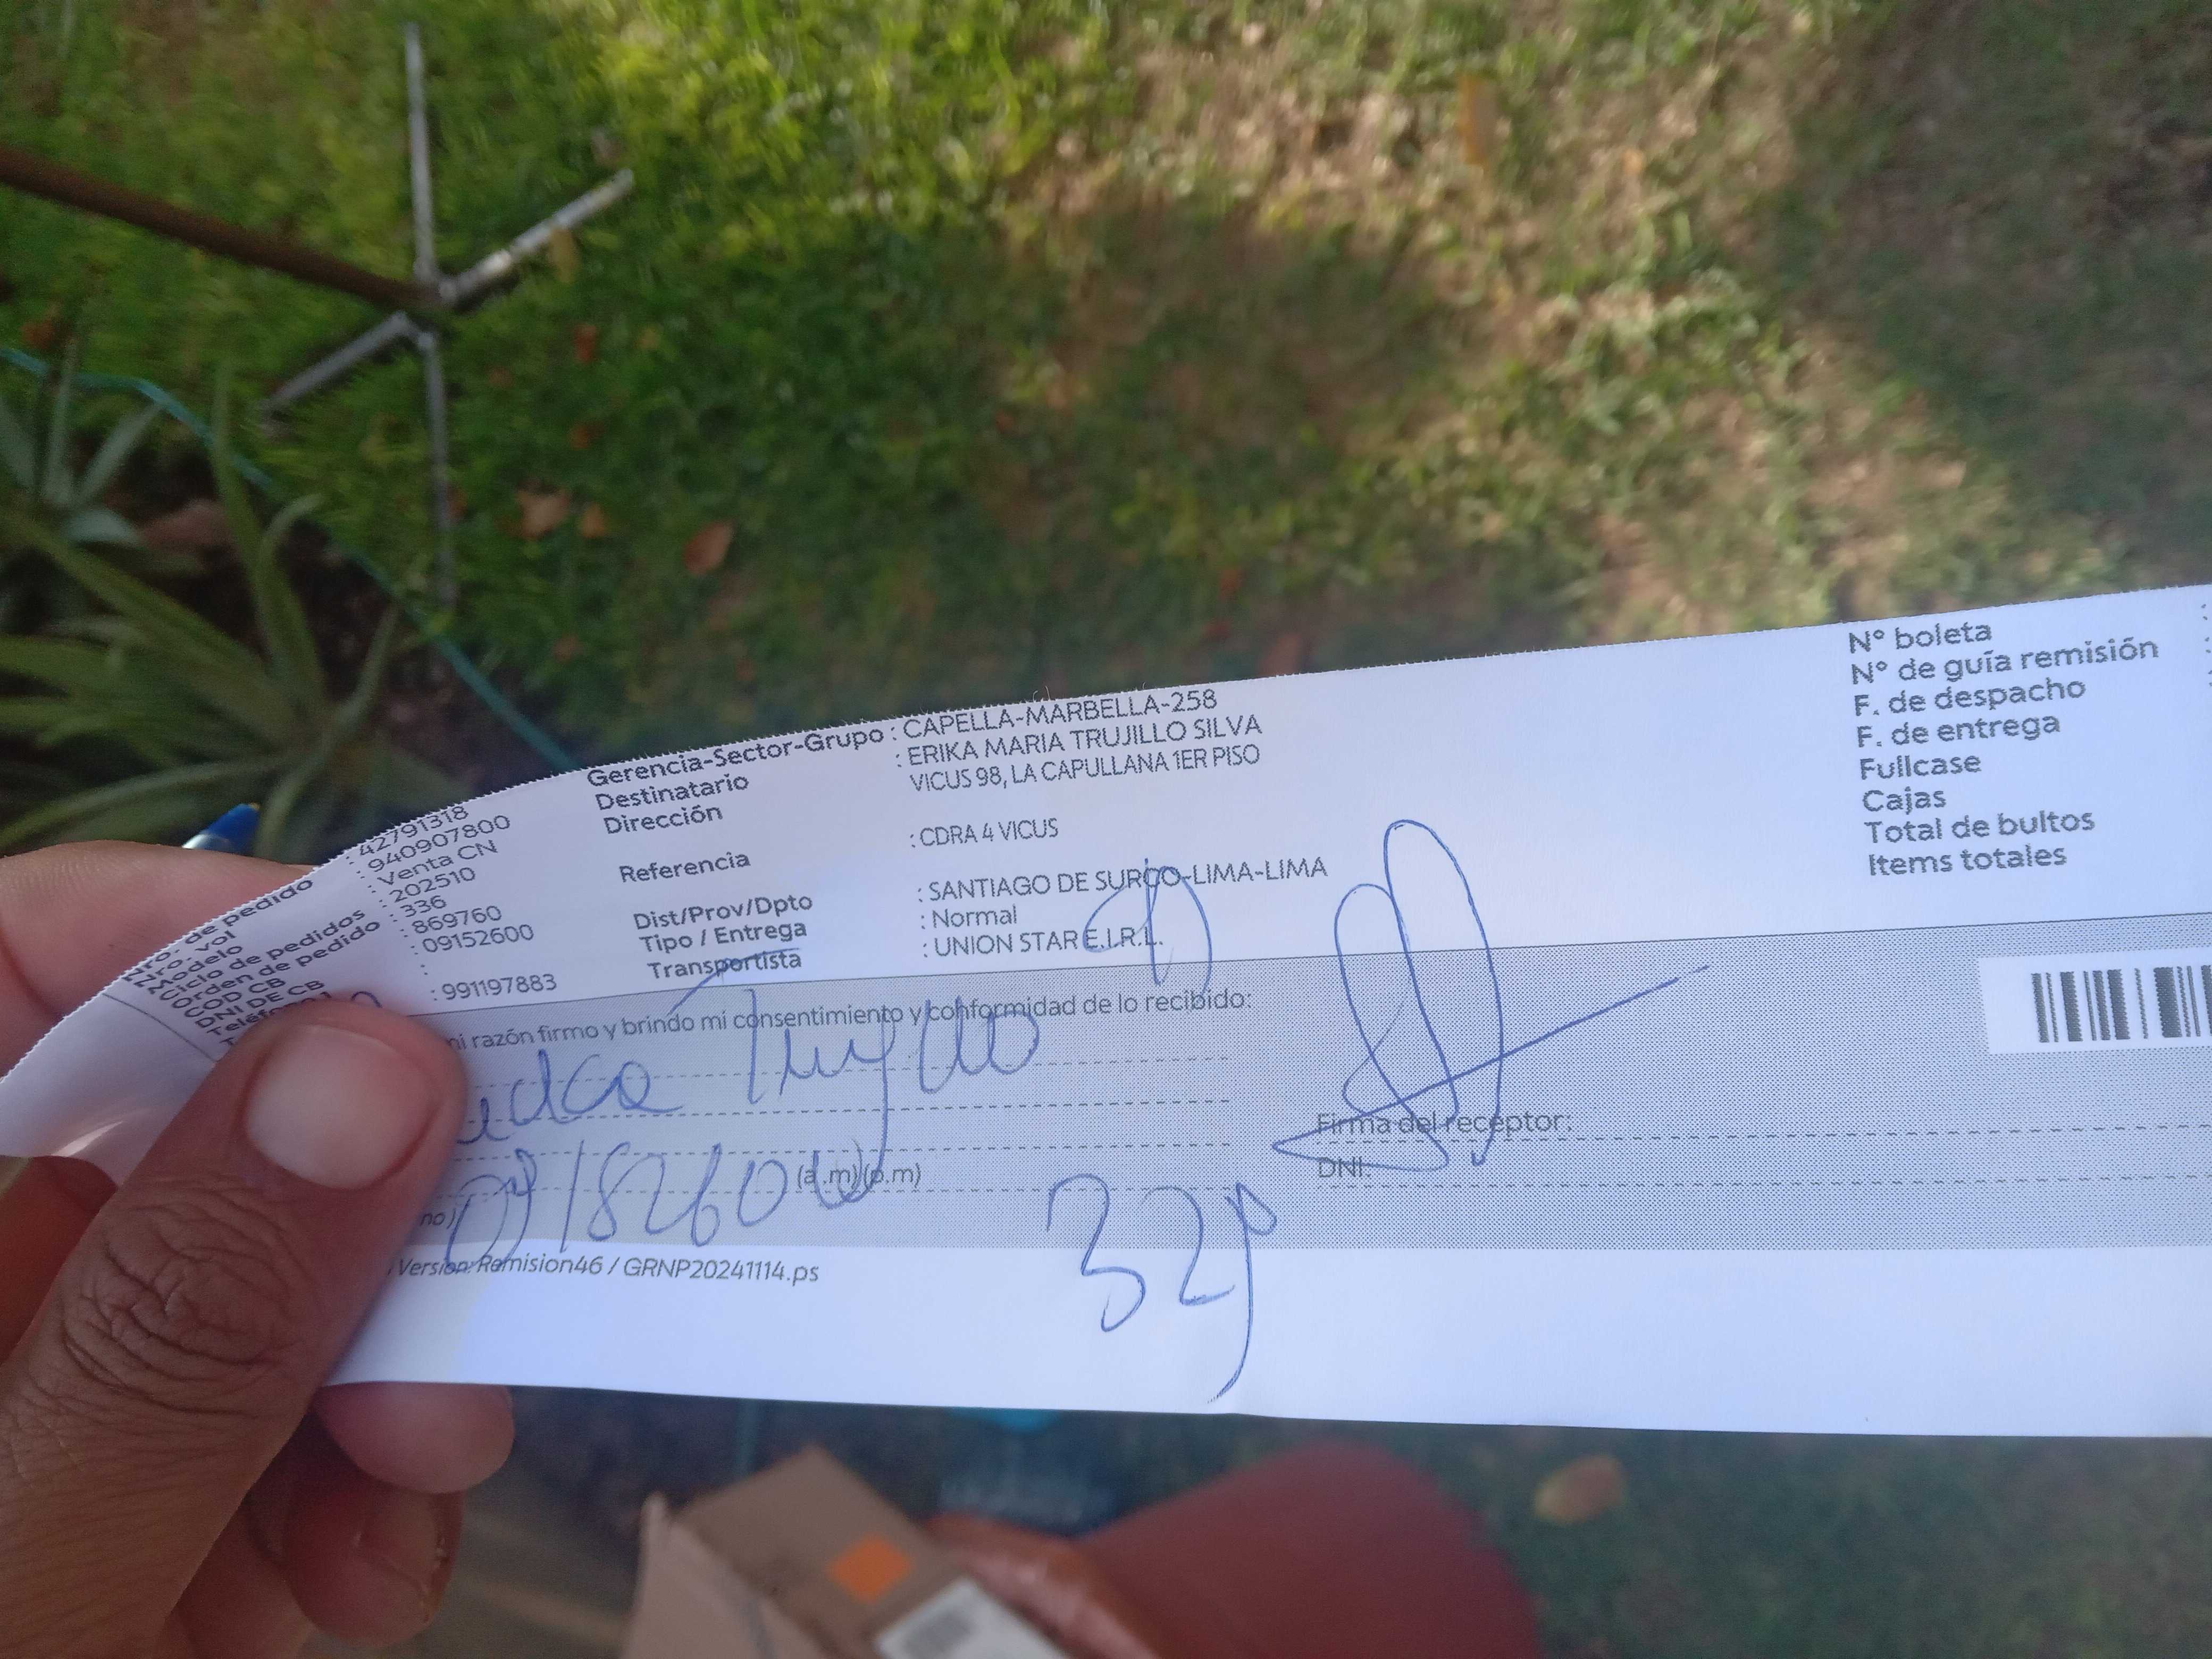 Nro. de pedido : 42791318
Nro. vol : 940907800
Modelo : Venta CN
Ciclo de pedidos : 202510
Orden de pedido : 336
COD CB : 869760
DNI DE CB : 09152600
:
: 991197883
Gerencia-Sector-Grupo : CAPELLA-MARBELLA-258
Destinatario : ERIKA MARIA TRUJILLO SILVA
Dirección VICUS 98, LA CAPULLANA 1ER PISO
Referencia : CDRA 4 VICUS
Dist/Prov/Dpto : SANTIAGO DE SURCO-LIMA-LIMA
Tipo / Entrega : Normal
Transportista : UNION STAR E.I.R.L.
N° boleta
N° de guía remisión
F. de despacho
F. de entrega
Fullcase
Cajas
Total de bultos
Items totales
razón firmo y brindo mi consentimiento y conformidad de lo recibido:
Trujillo
(a.m) (p.m)
no)
Firma del receptor:
DNI:
32p
Version: Remision46 / GRNP20241114.ps